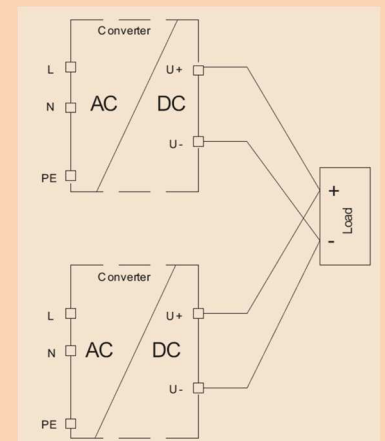 Converter
L
U+
N
AC
DC
U-
PE
+
Load
-
Converter
L
U+
N
AC
DC
U-
PE